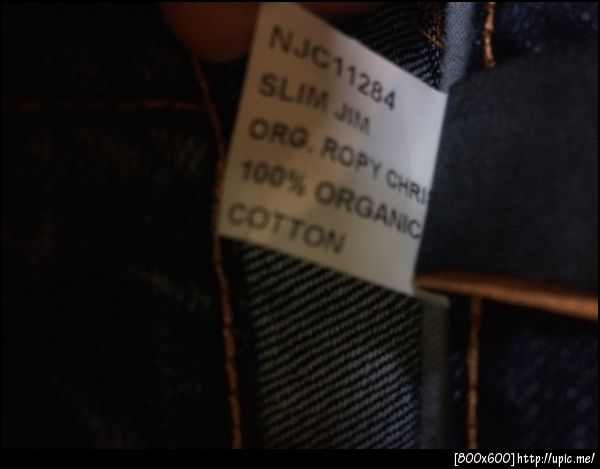 NJC11284
SLIM JIM
ORG. ROPY CHRI
100% ORGANIC
COTTON
[800x600] http://upic.me/